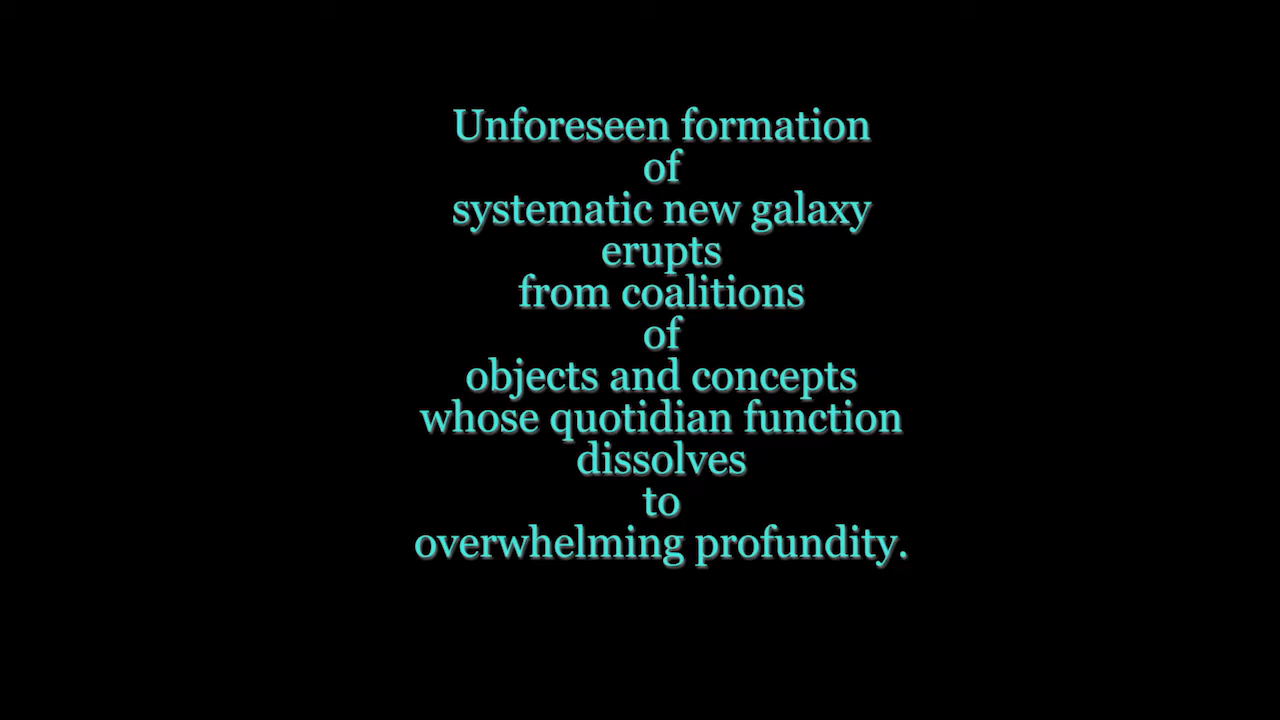 Unforeseen formation
of
systematic new galaxy
erupts
from coalitions
of
objects and concepts
whose quotidian function
dissolves
to
overwhelming profundity.